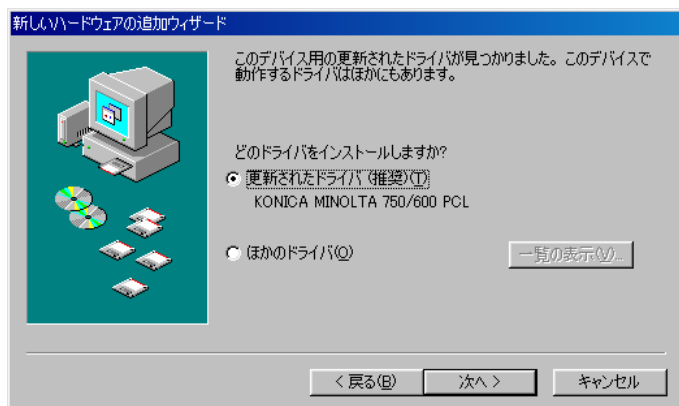 新しいハードウェアの追加ウィザード
このデバイス用の更新されたドライバが見つかりました。このデバイスで
動作するドライバはほかにもあります。
どのドライバをインストールしますか?
更新されたドライバ(推奨)(T)
KONICA MINOLTA 750/600 PCL
ほかのドライバ(O)
一覧の表示(V)...
< 戻る(B)
次へ >
キャンセル